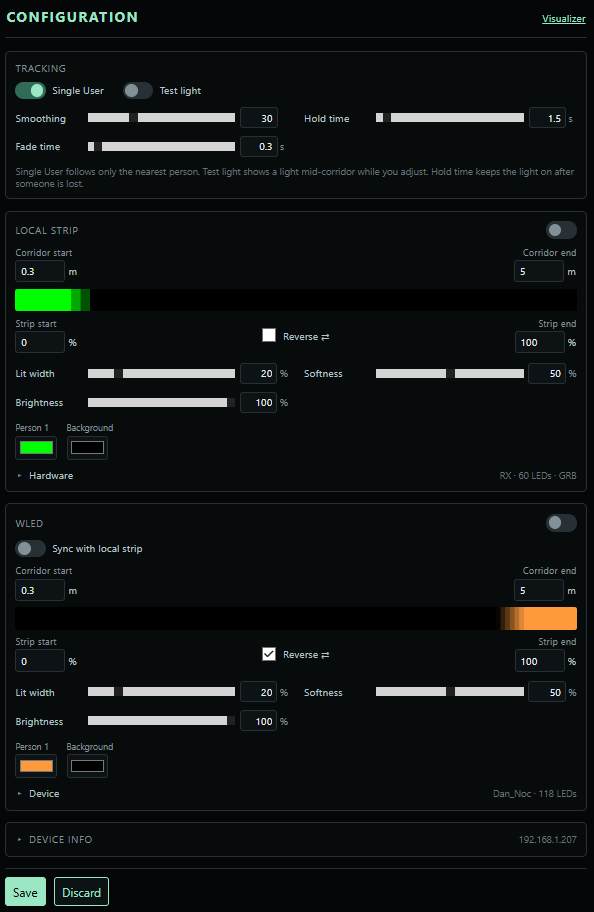 CONFIGURATION
Visualizer
TRACKING
Single User
Test light
Smoothing 30
Hold time 1.5 s
Fade time 0.3 s
Single User follows only the nearest person. Test light shows a light mid-corridor while you adjust. Hold time keeps the light on after
someone is lost.
LOCAL STRIP
Corridor start
Corridor end
0.3 m
5 m
Strip start
Strip end
0 %
Reverse ⇄
100 %
Lit width 20 %
Softness 50 %
Brightness 100 %
Person 1
Background
▸ Hardware
RX · 60 LEDs · GRB
WLED
Sync with local strip
Corridor start
Corridor end
0.3 m
5 m
Strip start
Strip end
0 %
Reverse ⇄
100 %
Lit width 20 %
Softness 50 %
Brightness 100 %
Person 1
Background
▸ Device
Dan_Noc · 118 LEDs
▸ DEVICE INFO
192.168.1.207
Save
Discard